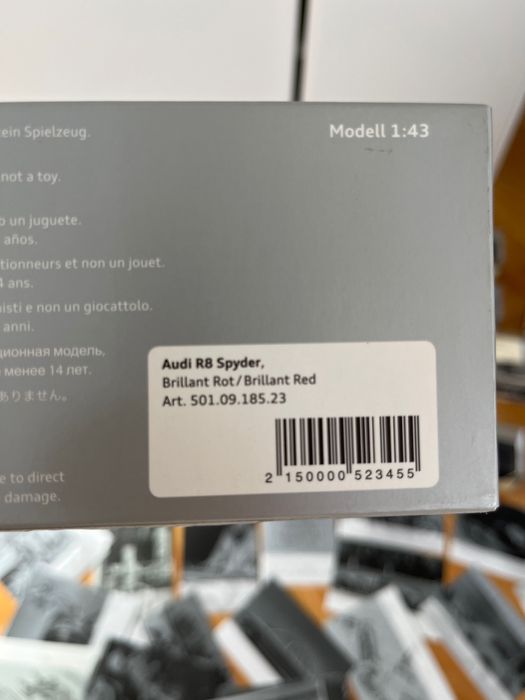 ein Spielzeug.
Modell 1:43
not a toy.
un juguete.
años.
tionneurs et non un jouet.
ans.
isti e non un giocattolo.
anni.
ционная модель,
менее 14 лет.
ありません。
Audi R8 Spyder,
Brillant Rot/Brillant Red
Art. 501.09.185.23
2 150000 523455
e to direct
damage.